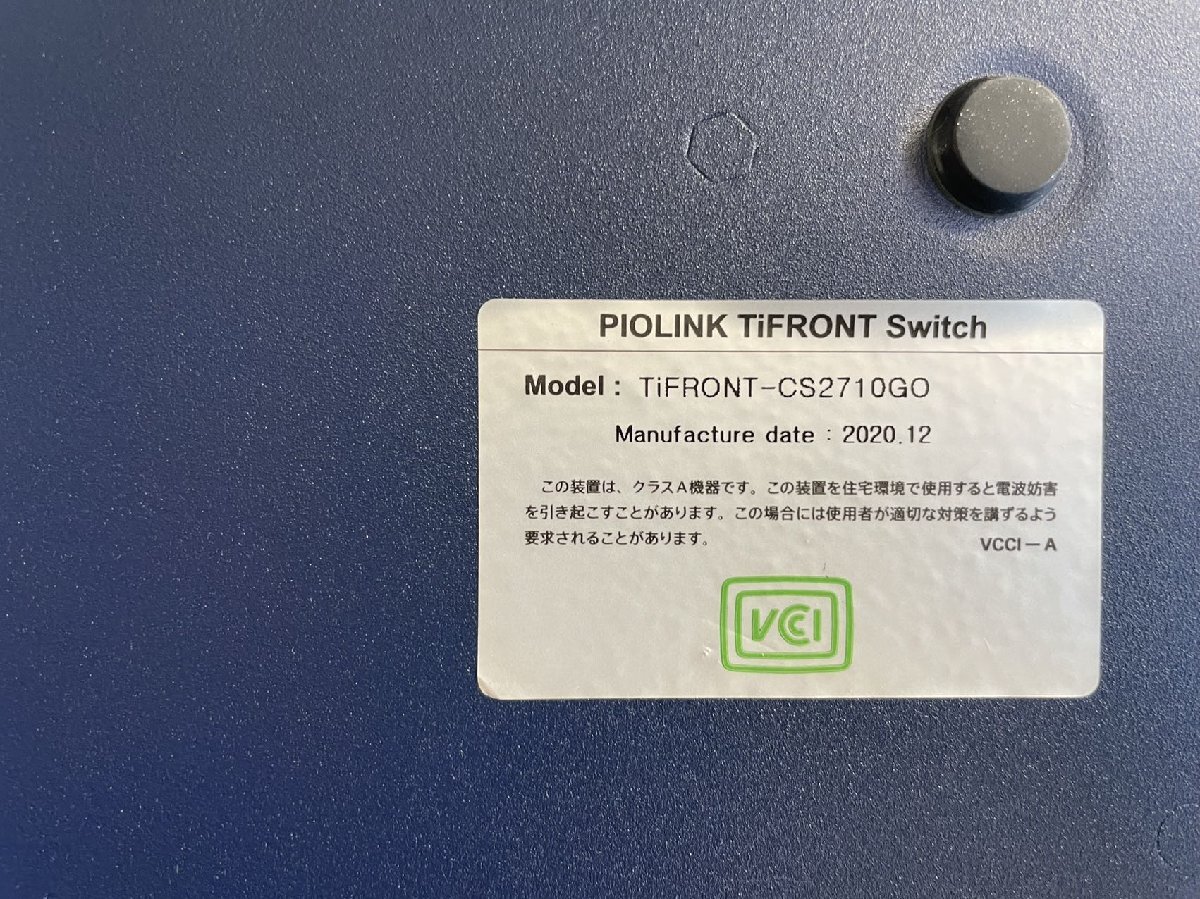 PIOLINK TiFRONT Switch
Model : TiFRONT-CS2710GO
Manufacture date : 2020.12
この装置は、クラスA機器です。この装置を住宅環境で使用すると電波妨害
を引き起こすことがあります。この場合には使用者が適切な対策を講ずるよう
要求されることがあります。
VCCI－A
VCCI